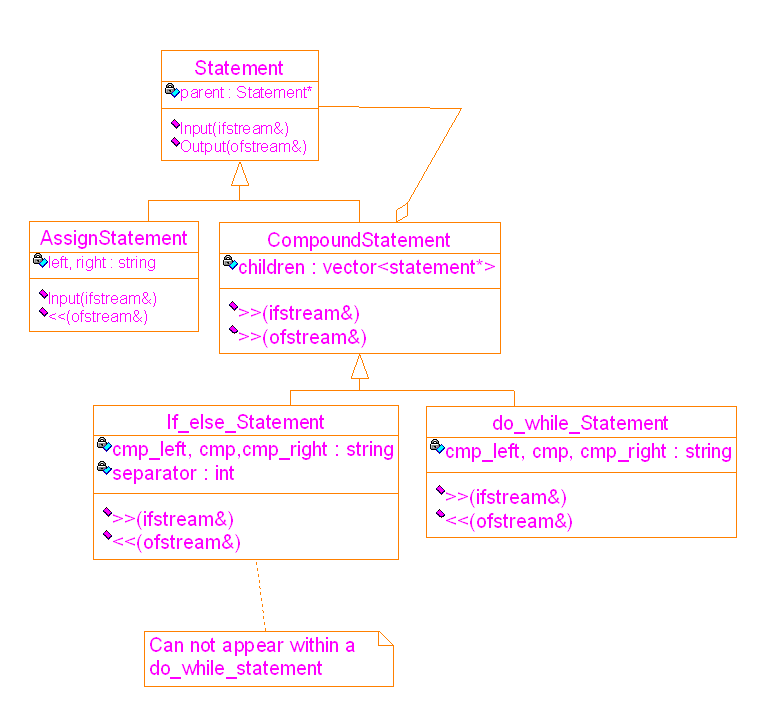 Statement
parent : Statement*
Input(ifstream&)
Output(ofstream&)
AssignStatement
left, right : string
Input(ifstream&)
<<(ofstream&)
CompoundStatement
children : vector<statement*>
>>(ifstream&)
>>(ofstream&)
If_else_Statement
cmp_left, cmp,cmp_right : string
separator : int
>>(ifstream&)
<<(ofstream&)
do_while_Statement
cmp_left, cmp, cmp_right : string
>>(ifstream&)
<<(ofstream&)
Can not appear within a
do_while_statement